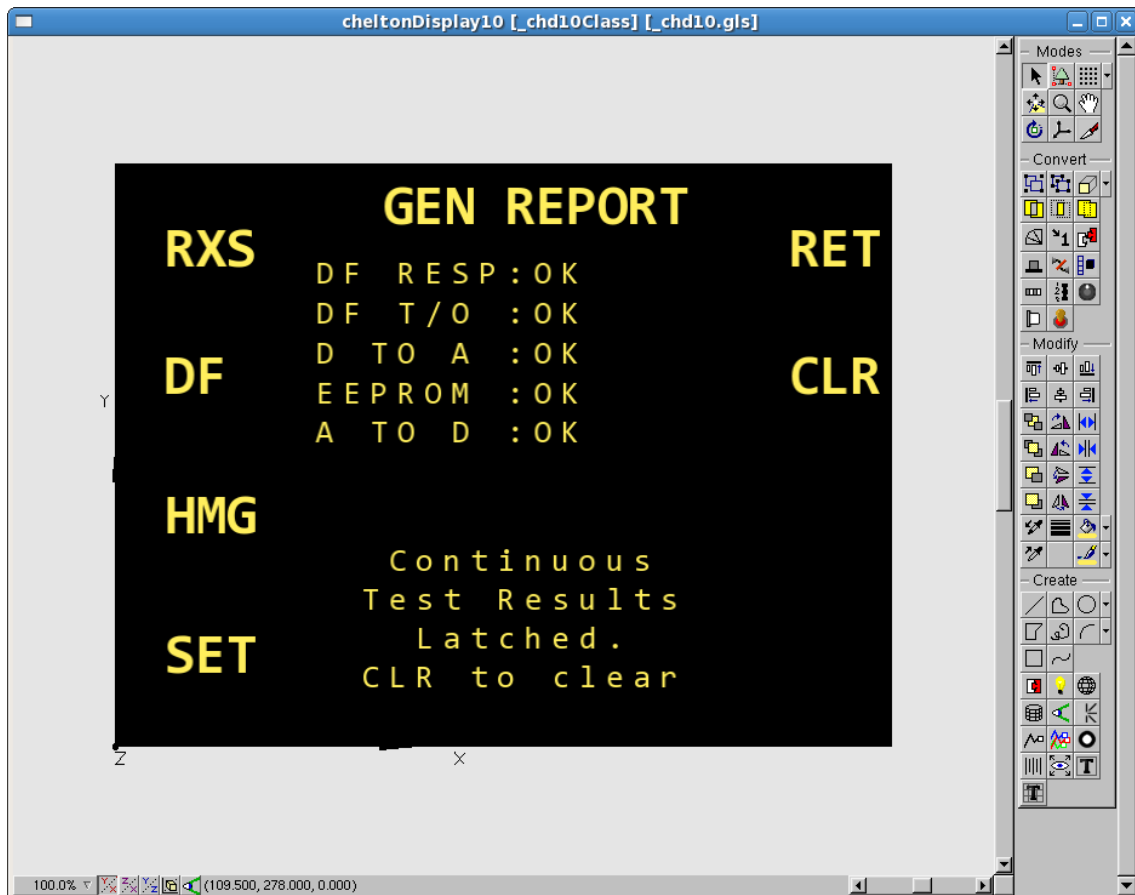 cheltonDisplay10 [_chd10Class] [_chd10.gls]
Modes
Convert
Modify
Create
GEN REPORT
RXS
RET
DF RESP:OK
DF T/O :OK
D TO A :OK
DF
CLR
EEPROM :OK
A TO D :OK
Y
HMG
Continuous
Test Results
Latched.
SET
CLR to clear
Z
X
100.0% (109.500, 278.000, 0.000)